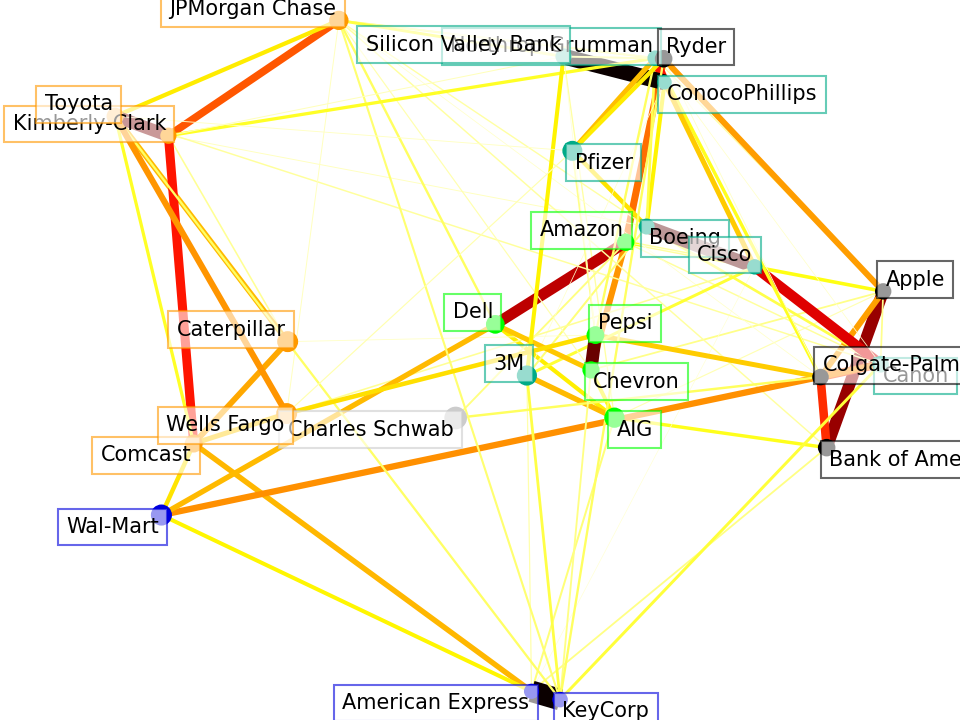 JPMorgan Chase
Silicon Valley Bank
Northrop Grumman
Ryder
ConocoPhillips
Toyota
Kimberly-Clark
Pfizer
Amazon
Boeing
Cisco
Apple
Dell
Pepsi
Caterpillar
3M
Chevron
Colgate-Palm
Canon
Wells Fargo
Charles Schwab
AIG
Comcast
Bank of Ame
Wal-Mart
American Express
KeyCorp